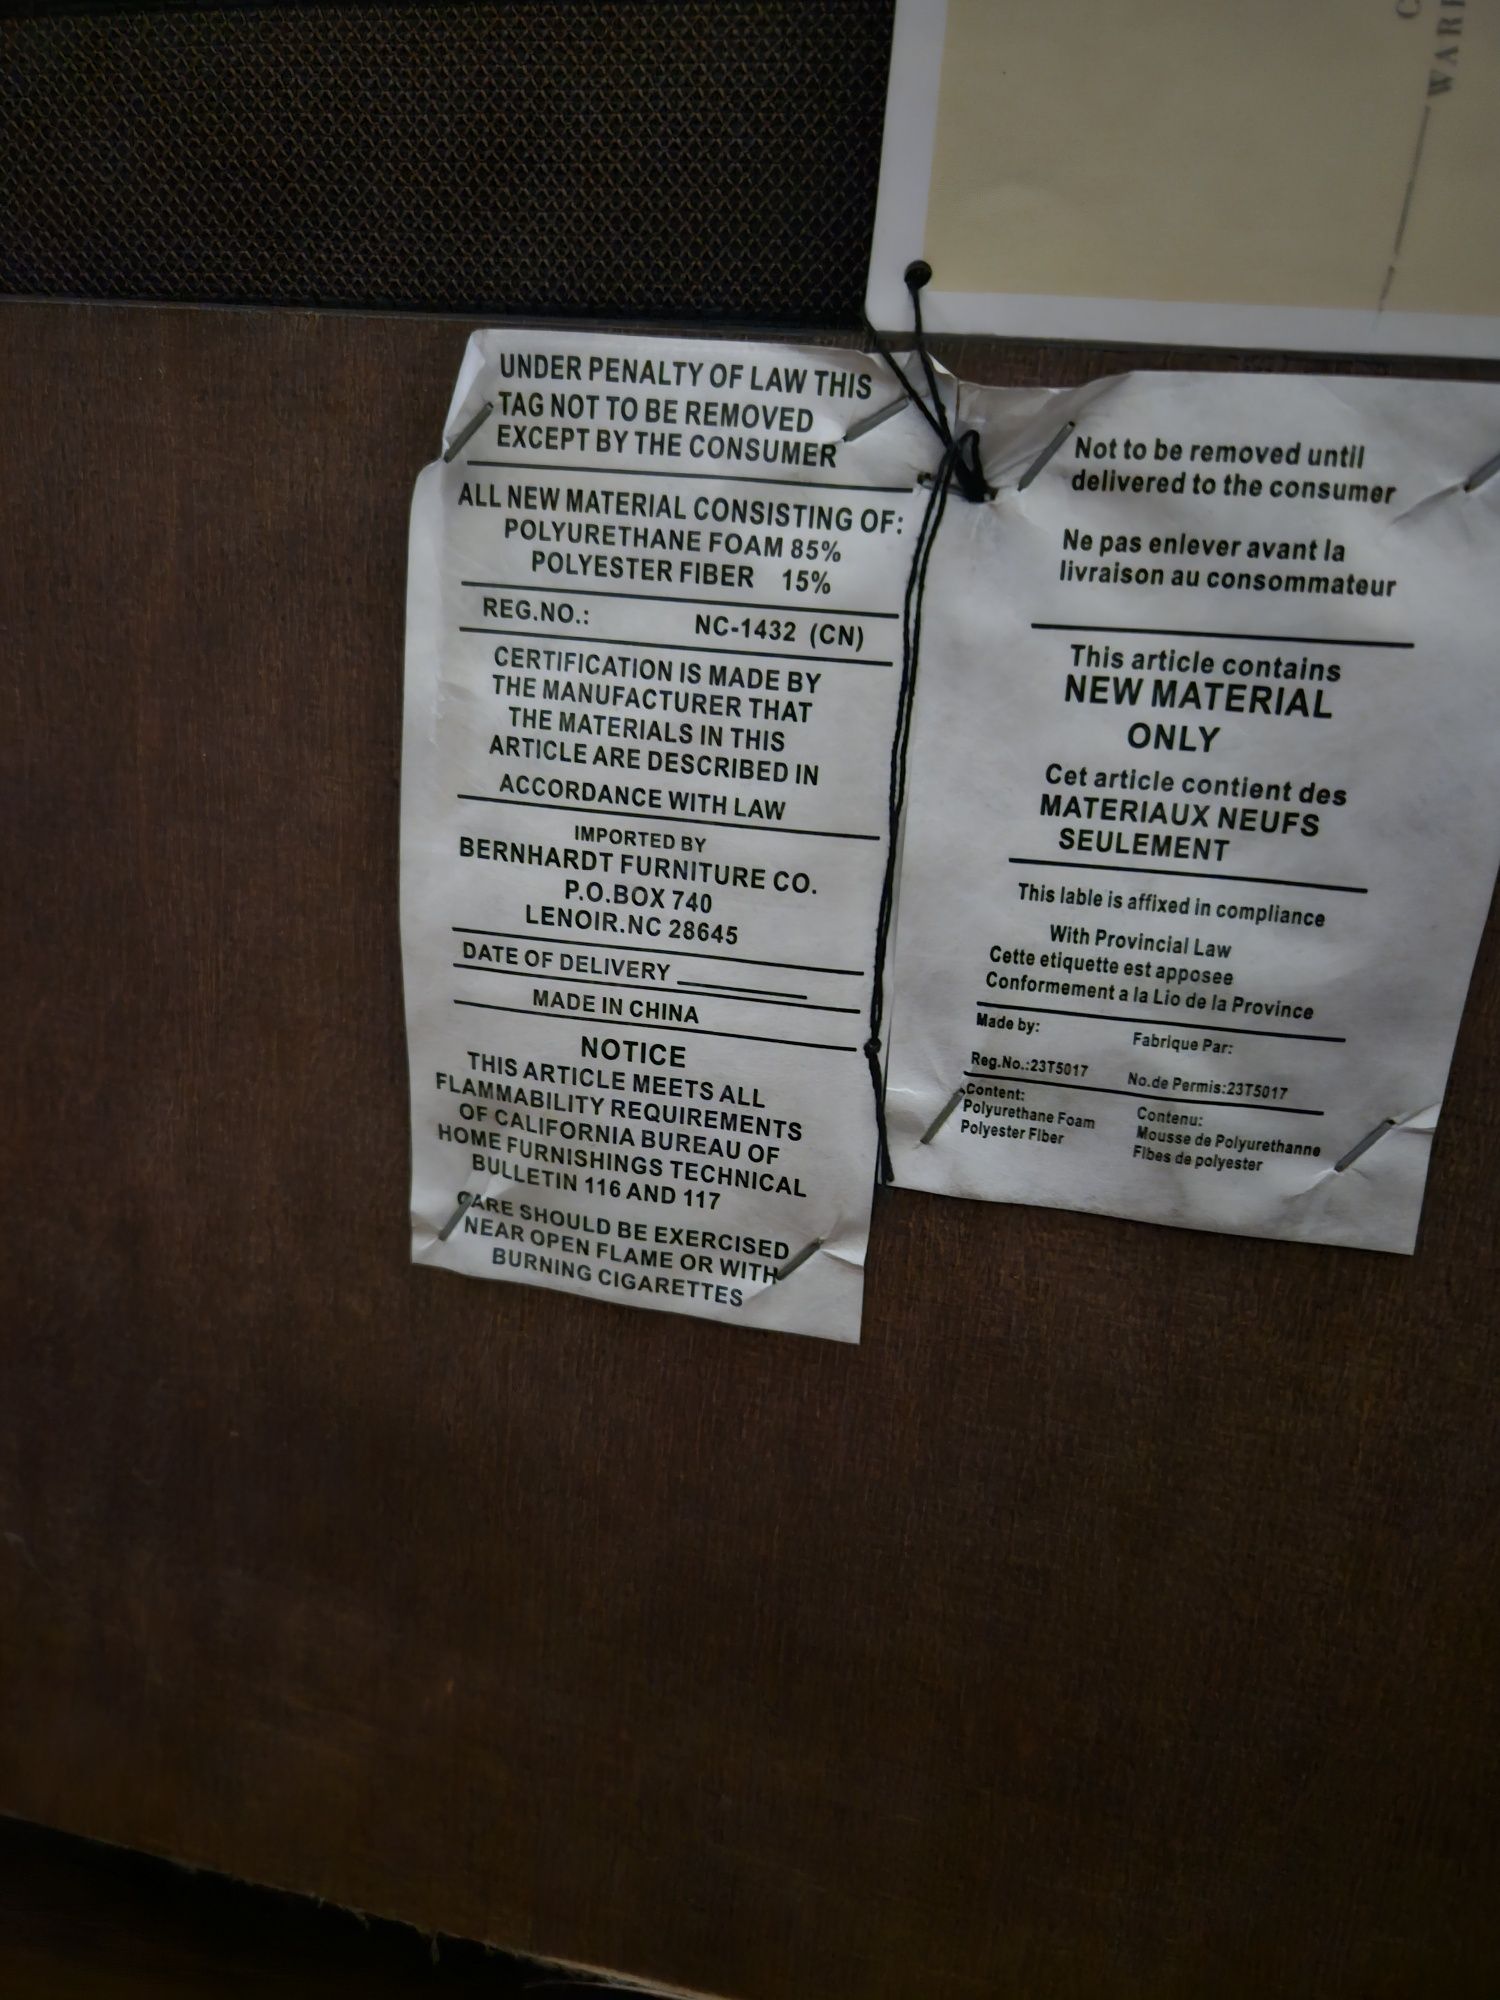 WAR
UNDER PENALTY OF LAW THIS
TAG NOT TO BE REMOVED
EXCEPT BY THE CONSUMER
ALL NEW MATERIAL CONSISTING OF:
POLYURETHANE FOAM 85%
POLYESTER FIBER 15%
REG.NO.: NC-1432 (CN)
CERTIFICATION IS MADE BY
THE MANUFACTURER THAT
THE MATERIALS IN THIS
ARTICLE ARE DESCRIBED IN
ACCORDANCE WITH LAW
IMPORTED BY
BERNHARDT FURNITURE CO.
P.O.BOX 740
LENOIR.NC 28645
DATE OF DELIVERY
MADE IN CHINA
NOTICE
THIS ARTICLE MEETS ALL
FLAMMABILITY REQUIREMENTS
OF CALIFORNIA BUREAU OF
HOME FURNISHINGS TECHNICAL
BULLETIN 116 AND 117
CARE SHOULD BE EXERCISED
NEAR OPEN FLAME OR WITH
BURNING CIGARETTES
Not to be removed until
delivered to the consumer
Ne pas enlever avant la
livraison au consommateur
This article contains
NEW MATERIAL
ONLY
Cet article contient des
MATERIAUX NEUFS
SEULEMENT
This lable is affixed in compliance
With Provincial Law
Cette etiquette est apposee
Conformement a la Lio de la Province
Made by: Fabrique Par:
Reg.No.:23T5017 No.de Permis:23T5017
Content: Contenu:
Polyurethane Foam Mousse de Polyurethanne
Polyester Fiber Fibes de polyester